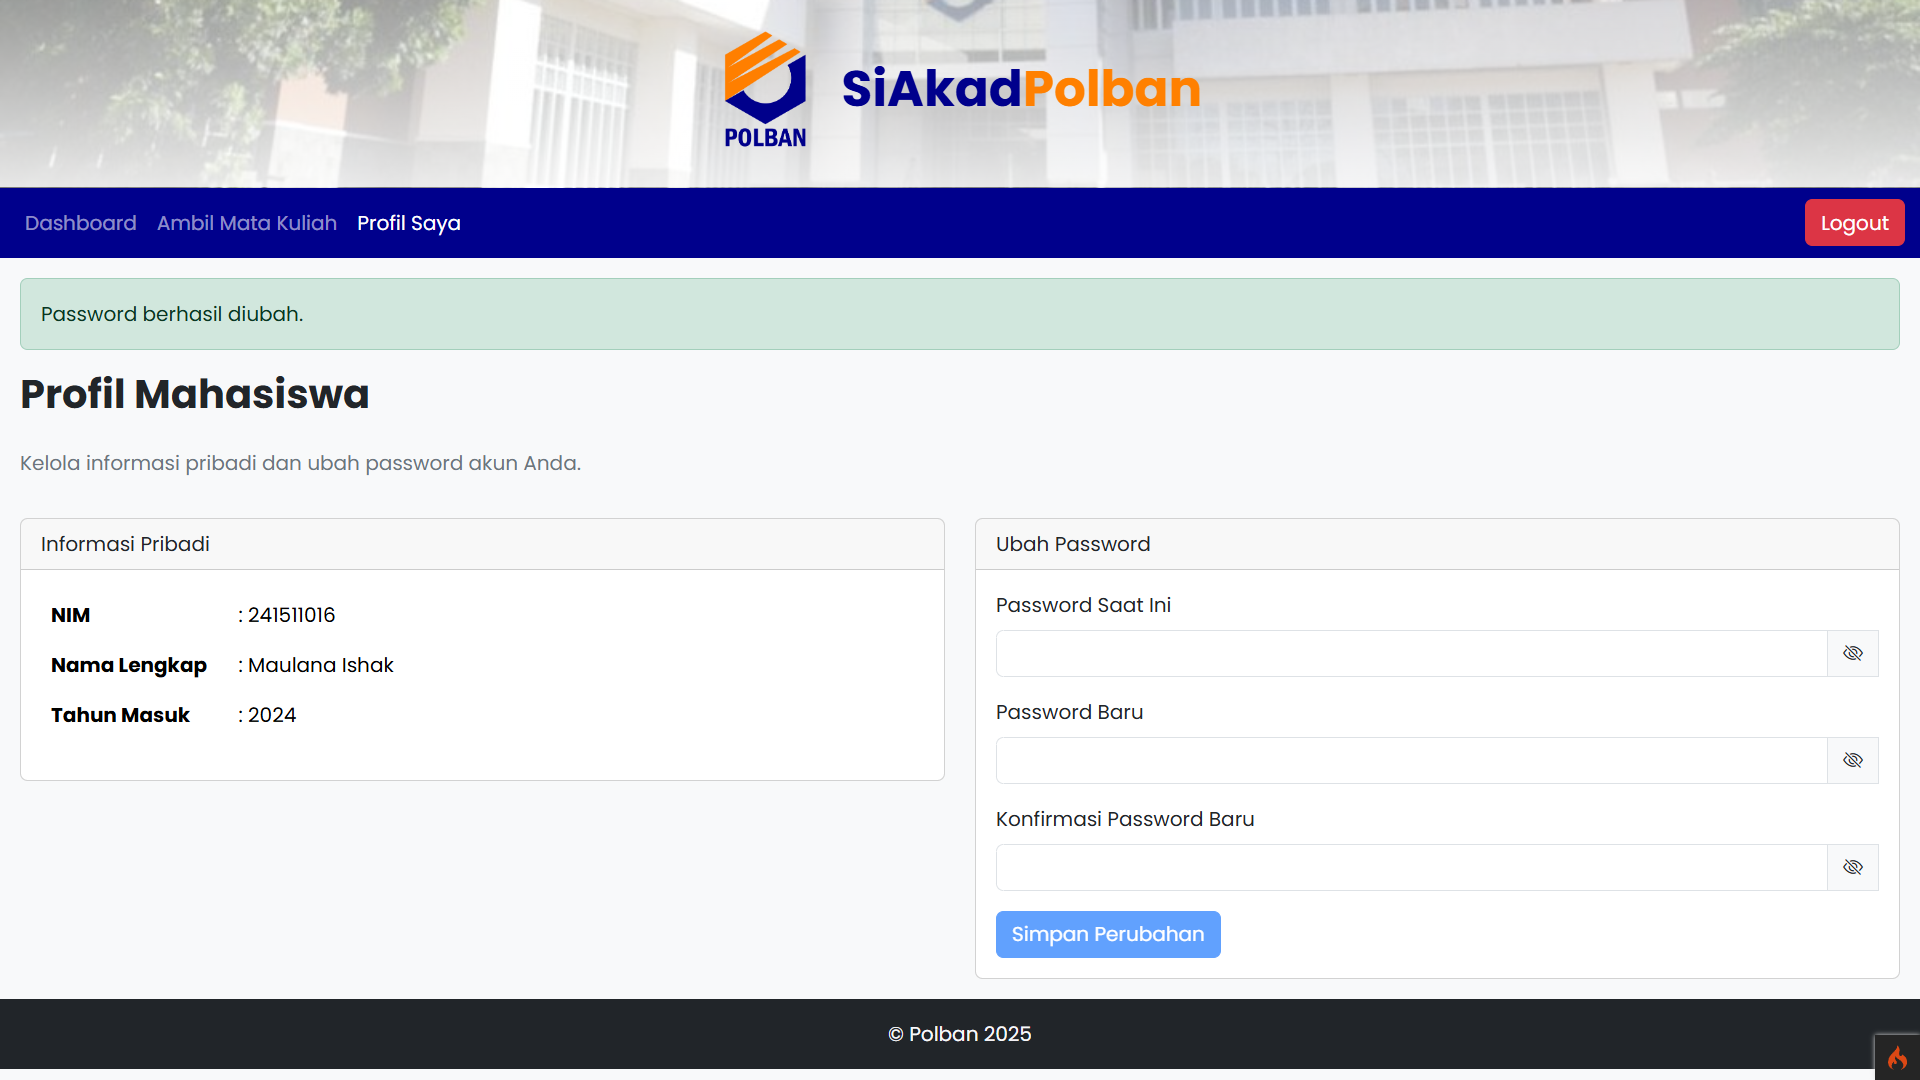 POLBAN
SiAkadPolban
Dashboard Ambil Mata Kuliah Profil Saya Logout
Password berhasil diubah.
Profil Mahasiswa
Kelola informasi pribadi dan ubah password akun Anda.
Informasi Pribadi
NIM : 241511016
Nama Lengkap : Maulana Ishak
Tahun Masuk : 2024
Ubah Password
Password Saat Ini
Password Baru
Konfirmasi Password Baru
Simpan Perubahan
© Polban 2025